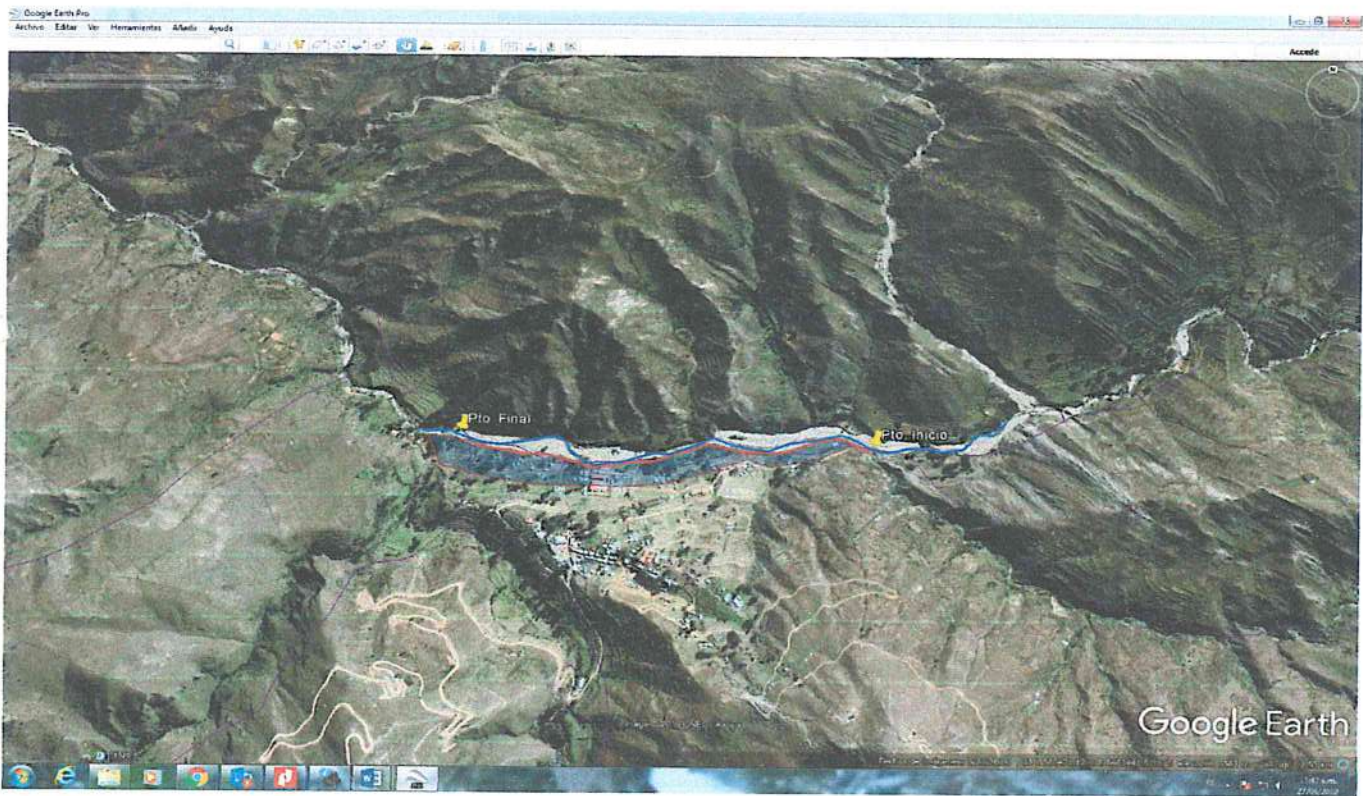 Google Earth Pro
Archivo Editar Ver Herramientas Añadir Ayuda
Accede
N
Pto Final
Pto Inicio
Google Earth